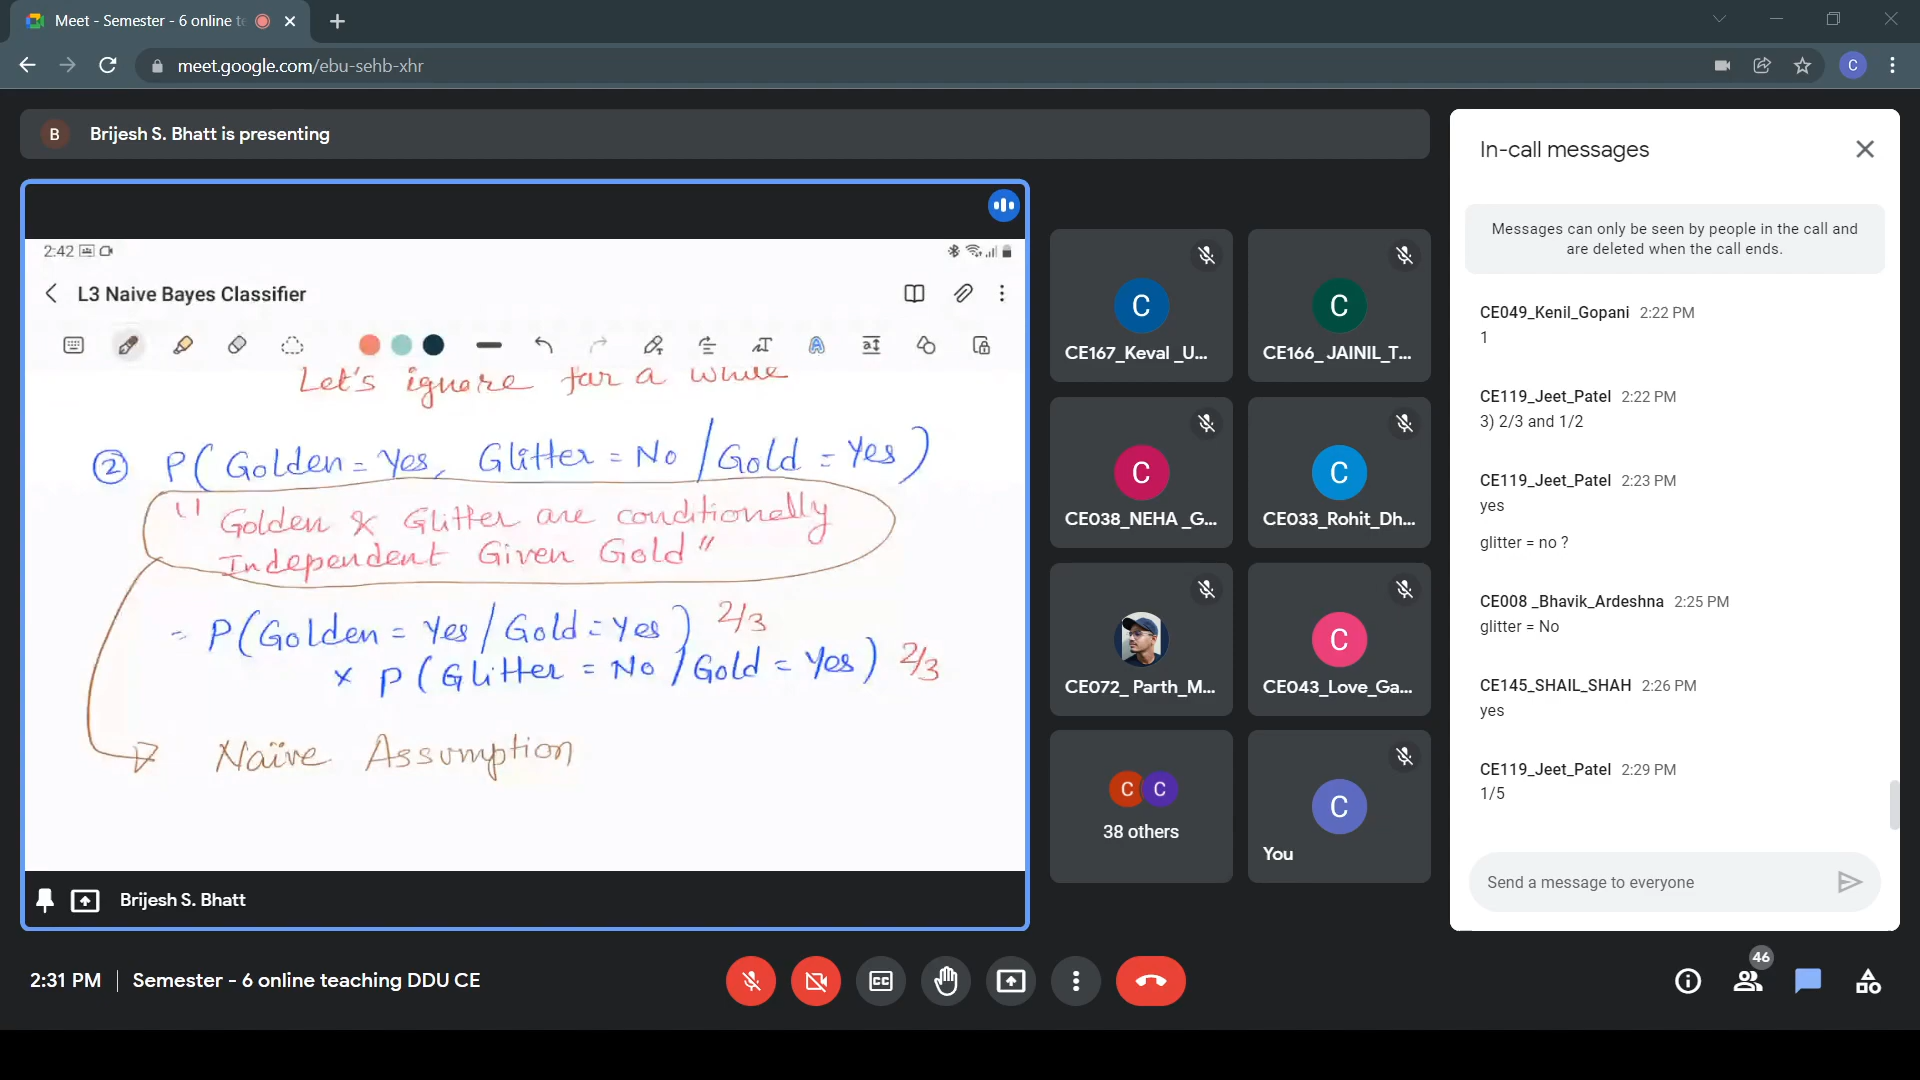 Meet - Semester - 6 online te
meet.google.com/ebu-sehb-xhr
C
B
Brijesh S. Bhatt is presenting
2:42
L3 Naive Bayes Classifier
Let's ignore for a while
② P(Golden = Yes, Glitter = No / Gold = Yes)
" Golden & Glitter are conditionally
Independent Given Gold "
= P(Golden = Yes / Gold = Yes) 2/3
× P(Glitter = No / Gold = Yes) 2/3
Naïve Assumption
Brijesh S. Bhatt
C
CE167_Keval _U...
C
CE166_ JAINIL_T...
C
CE038_NEHA _G...
C
CE033_Rohit_Dh...
CE072_ Parth_M...
C
CE043_Love_Ga...
C C
38 others
C
You
In-call messages
Messages can only be seen by people in the call and
are deleted when the call ends.
CE049_Kenil_Gopani 2:22 PM
1
CE119_Jeet_Patel 2:22 PM
3) 2/3 and 1/2
CE119_Jeet_Patel 2:23 PM
yes
glitter = no ?
CE008 _Bhavik_Ardeshna 2:25 PM
glitter = No
CE145_SHAIL_SHAH 2:26 PM
yes
CE119_Jeet_Patel 2:29 PM
1/5
Send a message to everyone
2:31 PM | Semester - 6 online teaching DDU CE
CC
46